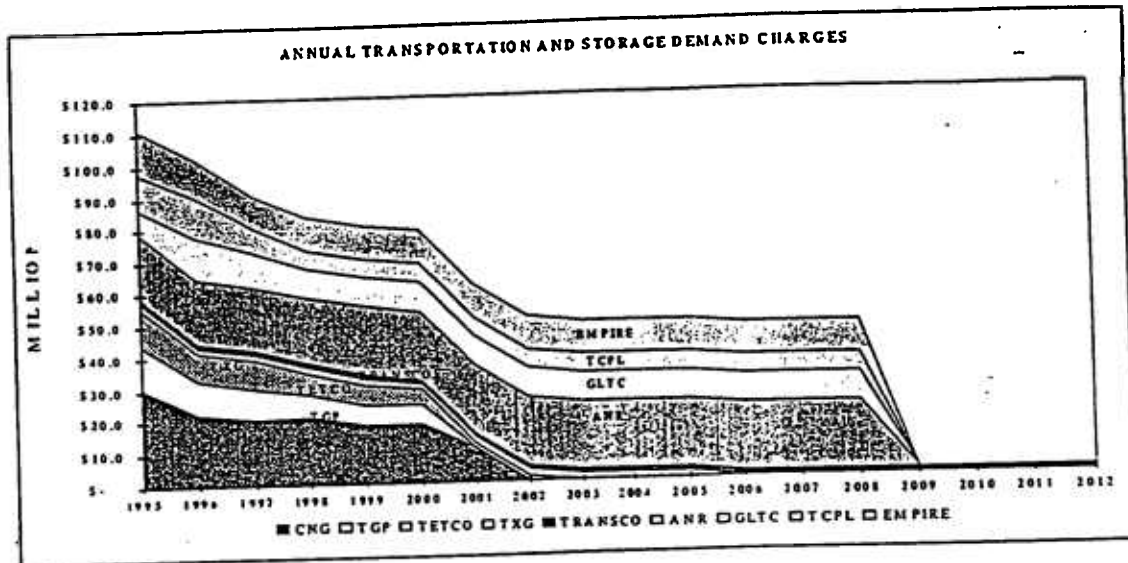 ANNUAL TRANSPORTATION AND STORAGE DEMAND CHARGES
MILLION
$120.0
$110.0
$100.0
$90.0
$80.0
$70.0
$60.0
$50.0
$40.0
$30.0
$20.0
$10.0
$-
EMPIRE
TCPL
GLTC
ANR
TRANSCO
TXG
TETCO
TGP
1995 1996 1997 1998 1999 2000 2001 2002 2003 2004 2005 2006 2007 2008 2009 2010 2011 2012
CNG TGP TETCO TXG TRANSCO ANR GLTC TCPL EMPIRE